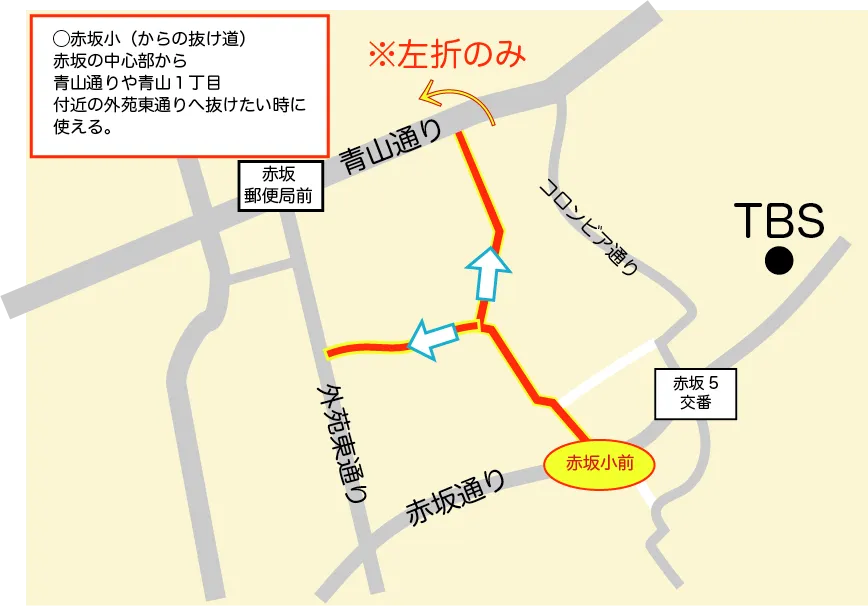 ◯赤坂小（からの抜け道）
赤坂の中心部から
青山通りや青山１丁目
付近の外苑東通りへ抜けたい時に
使える。
※左折のみ
青山通り
赤坂
郵便局前
コロンビア通り
TBS
赤坂５
交番
外苑東通り
赤坂小前
赤坂通り